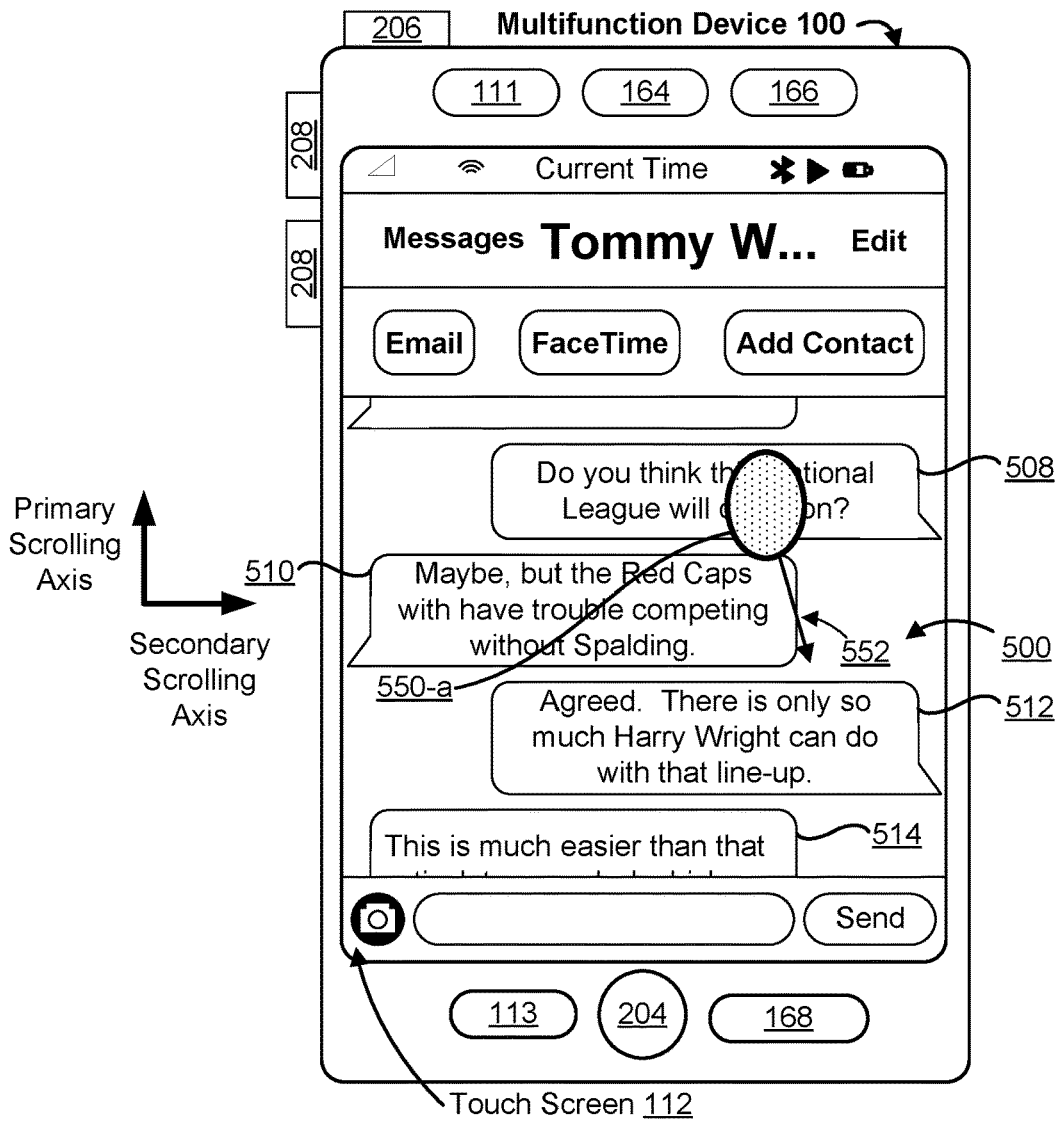 206
Multifunction Device 100
111
164
166
208
208
Current Time
Messages
Tommy W...
Edit
Email
FaceTime
Add Contact
Do you think th
tional
League will
on?
508
Primary
Scrolling
Axis
Secondary
Scrolling
Axis
510
Maybe, but the Red Caps
with have trouble competing
without Spalding.
552
500
550-a
Agreed. There is only so
much Harry Wright can do
with that line-up.
512
This is much easier than that
514
Send
113
204
168
Touch Screen 112